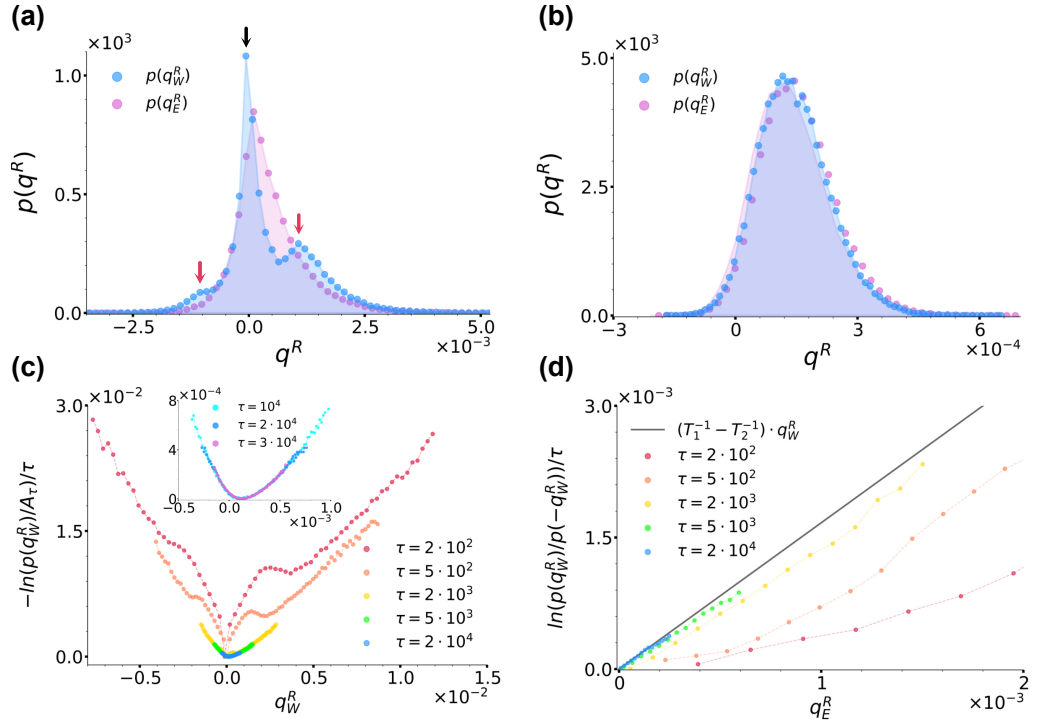 (a)
×10³
1.0
0.5
0.0
p(q^R)
p(q_W^R)
p(q_E^R)
−2.5 0.0 2.5 5.0
×10⁻³
q^R
(b)
×10³
5.0
2.5
0
p(q^R)
p(q_W^R)
p(q_E^R)
−3 0 3 6
×10⁻⁴
q^R
(c)
×10⁻²
3.0
1.5
0.0
−ln(p(q_W^R)/A_τ)/τ
×10⁻⁴
8
4
0
τ = 10⁴
τ = 2 · 10⁴
τ = 3 · 10⁴
−0.5 0.0 0.5 1.0
×10⁻³
τ = 2 · 10²
τ = 5 · 10²
τ = 2 · 10³
τ = 5 · 10³
τ = 2 · 10⁴
−0.5 0.0 0.5 1.0 1.5
×10⁻²
q_W^R
(d)
×10⁻³
3.0
1.5
0.0
ln(p(q_W^R)/p(−q_W^R))/τ
(T₁⁻¹ − T₂⁻¹) · q_W^R
τ = 2 · 10²
τ = 5 · 10²
τ = 2 · 10³
τ = 5 · 10³
τ = 2 · 10⁴
0 1 2
×10⁻³
q_E^R